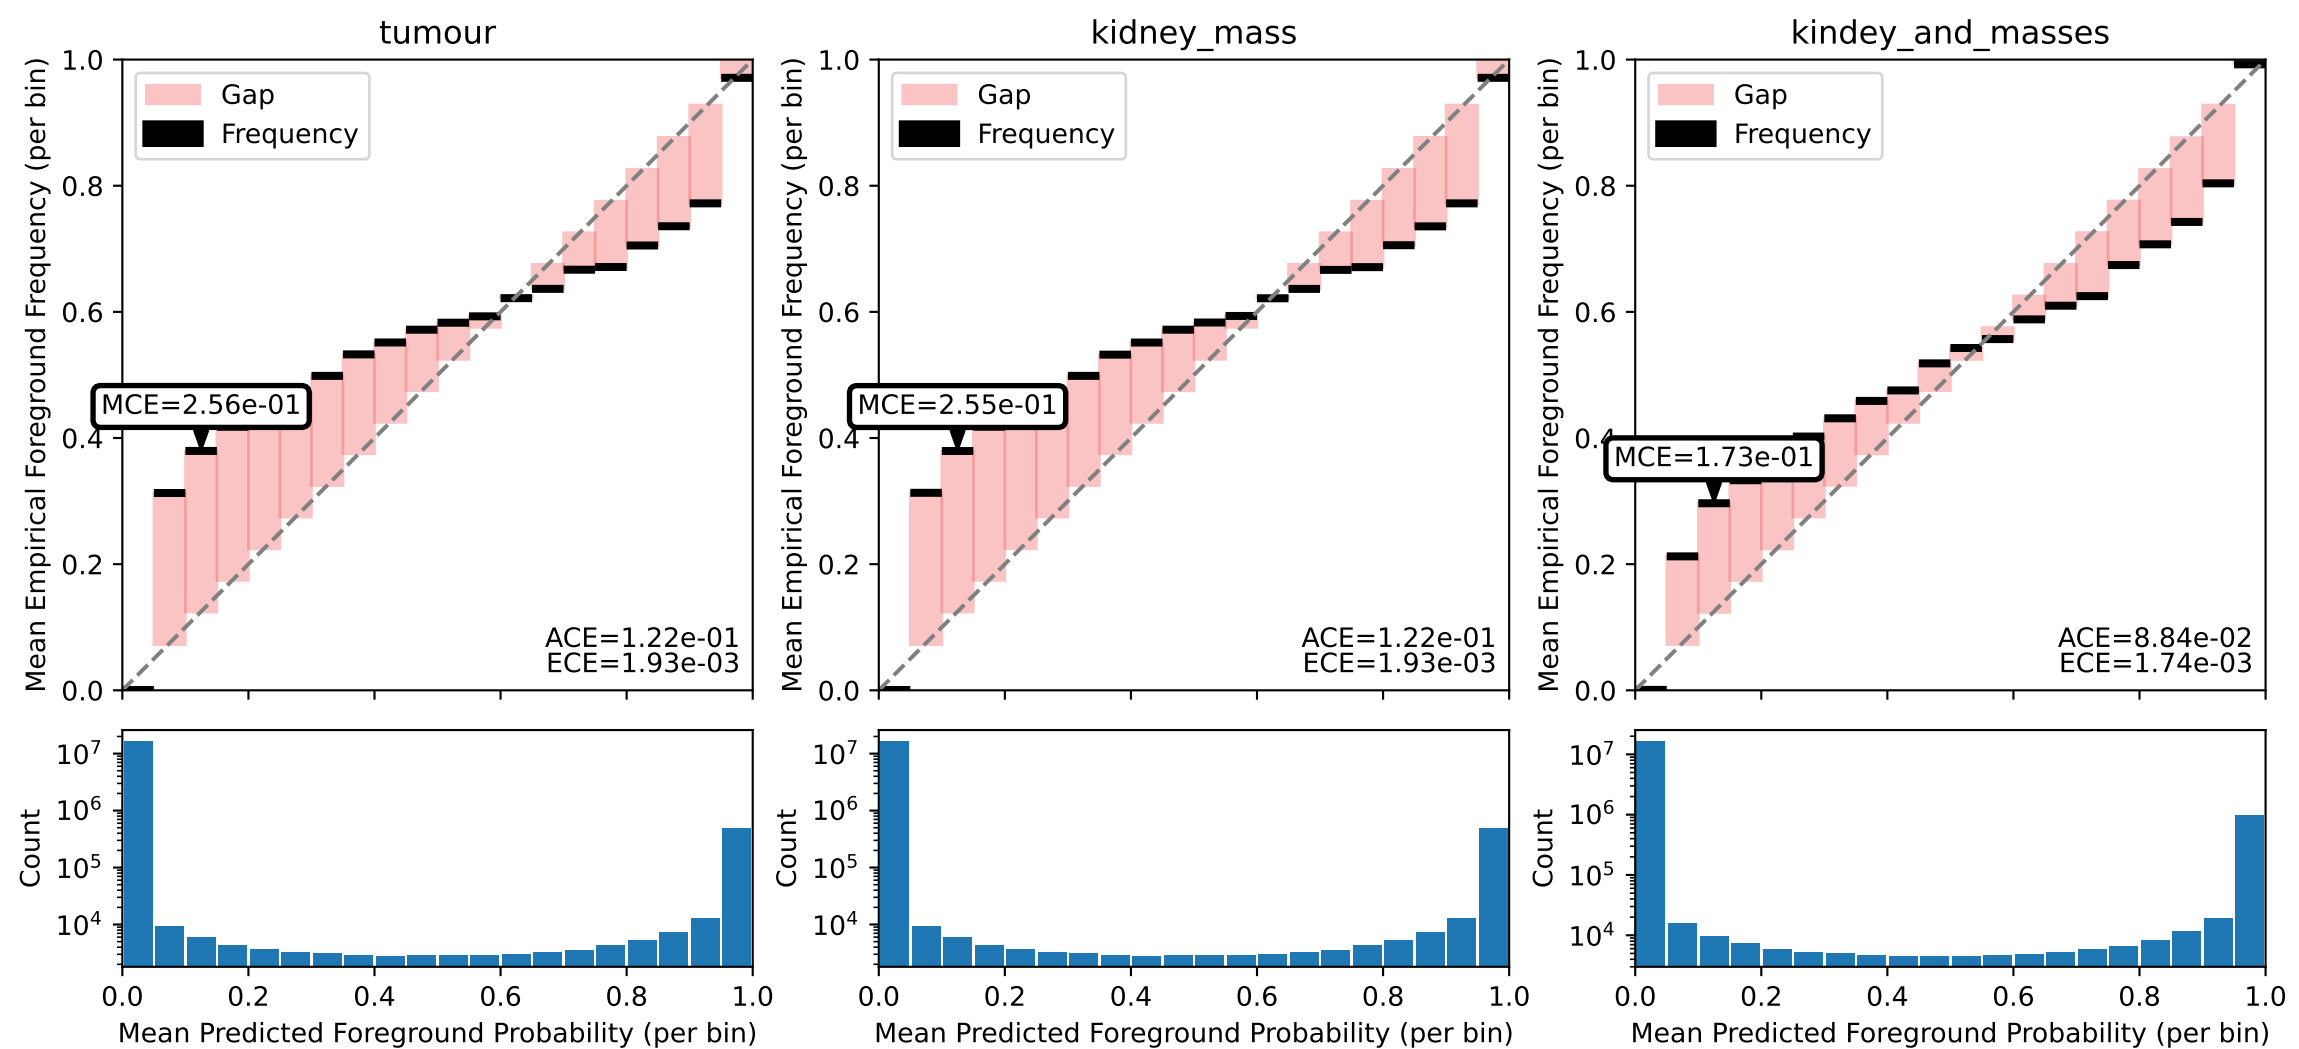 tumour
kidney_mass
kindey_and_masses
Mean Empirical Foreground Frequency (per bin)
1.0
0.8
0.6
0.4
0.2
0.0
Gap
Frequency
MCE=2.56e-01
ACE=1.22e-01
ECE=1.93e-03
Mean Empirical Foreground Frequency (per bin)
1.0
0.8
0.6
0.4
0.2
0.0
Gap
Frequency
MCE=2.55e-01
ACE=1.22e-01
ECE=1.93e-03
Mean Empirical Foreground Frequency (per bin)
1.0
0.8
0.6
0.4
0.2
0.0
Gap
Frequency
MCE=1.73e-01
ACE=8.84e-02
ECE=1.74e-03
Count
10⁷
10⁶
10⁵
10⁴
0.0 0.2 0.4 0.6 0.8 1.0
Mean Predicted Foreground Probability (per bin)
Count
10⁷
10⁶
10⁵
10⁴
0.0 0.2 0.4 0.6 0.8 1.0
Mean Predicted Foreground Probability (per bin)
Count
10⁷
10⁶
10⁵
10⁴
0.0 0.2 0.4 0.6 0.8 1.0
Mean Predicted Foreground Probability (per bin)